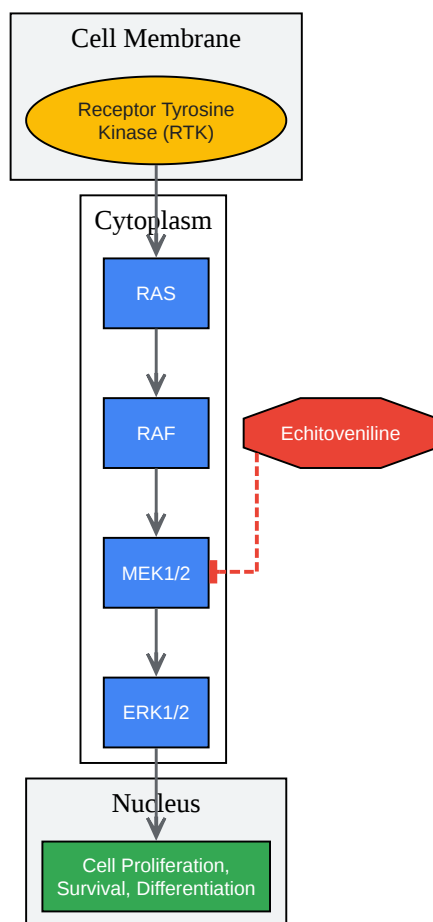 Cell Membrane
Receptor Tyrosine
Kinase (RTK)
Cytoplasm
RAS
RAF
Echitoveniline
MEK1/2
ERK1/2
Nucleus
Cell Proliferation,
Survival, Differentiation